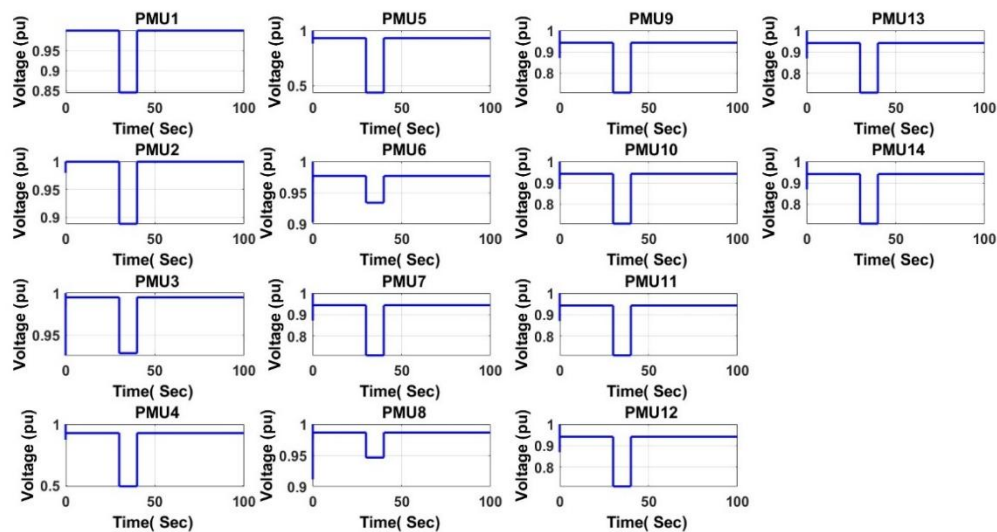 PMU1
Voltage (pu)
0.95
0.9
0.85
0 50 100
Time( Sec)
PMU2
Voltage (pu)
1
0.95
0.9
0 50 100
Time( Sec)
PMU3
Voltage (pu)
0.95
0 50 100
Time( Sec)
PMU4
Voltage (pu)
1
0.5
0 50 100
Time( Sec)
PMU5
Voltage (pu)
1
0.5
0 50 100
Time( Sec)
PMU6
Voltage (pu)
1
0.95
0.9
0 50 100
Time( Sec)
PMU7
Voltage (pu)
1
0.9
0.8
0 50 100
Time( Sec)
PMU8
Voltage (pu)
1
0.95
0.9
0 50 100
Time( Sec)
PMU9
Voltage (pu)
1
0.9
0.8
0 50 100
Time( Sec)
PMU10
Voltage (pu)
1
0.9
0.8
0 50 100
Time( Sec)
PMU11
Voltage (pu)
1
0.9
0.8
0 50 100
Time( Sec)
PMU12
Voltage (pu)
1
0.9
0.8
0 50 100
Time( Sec)
PMU13
Voltage (pu)
1
0.9
0.8
0 50 100
Time( Sec)
PMU14
Voltage (pu)
1
0.9
0.8
0 50 100
Time( Sec)